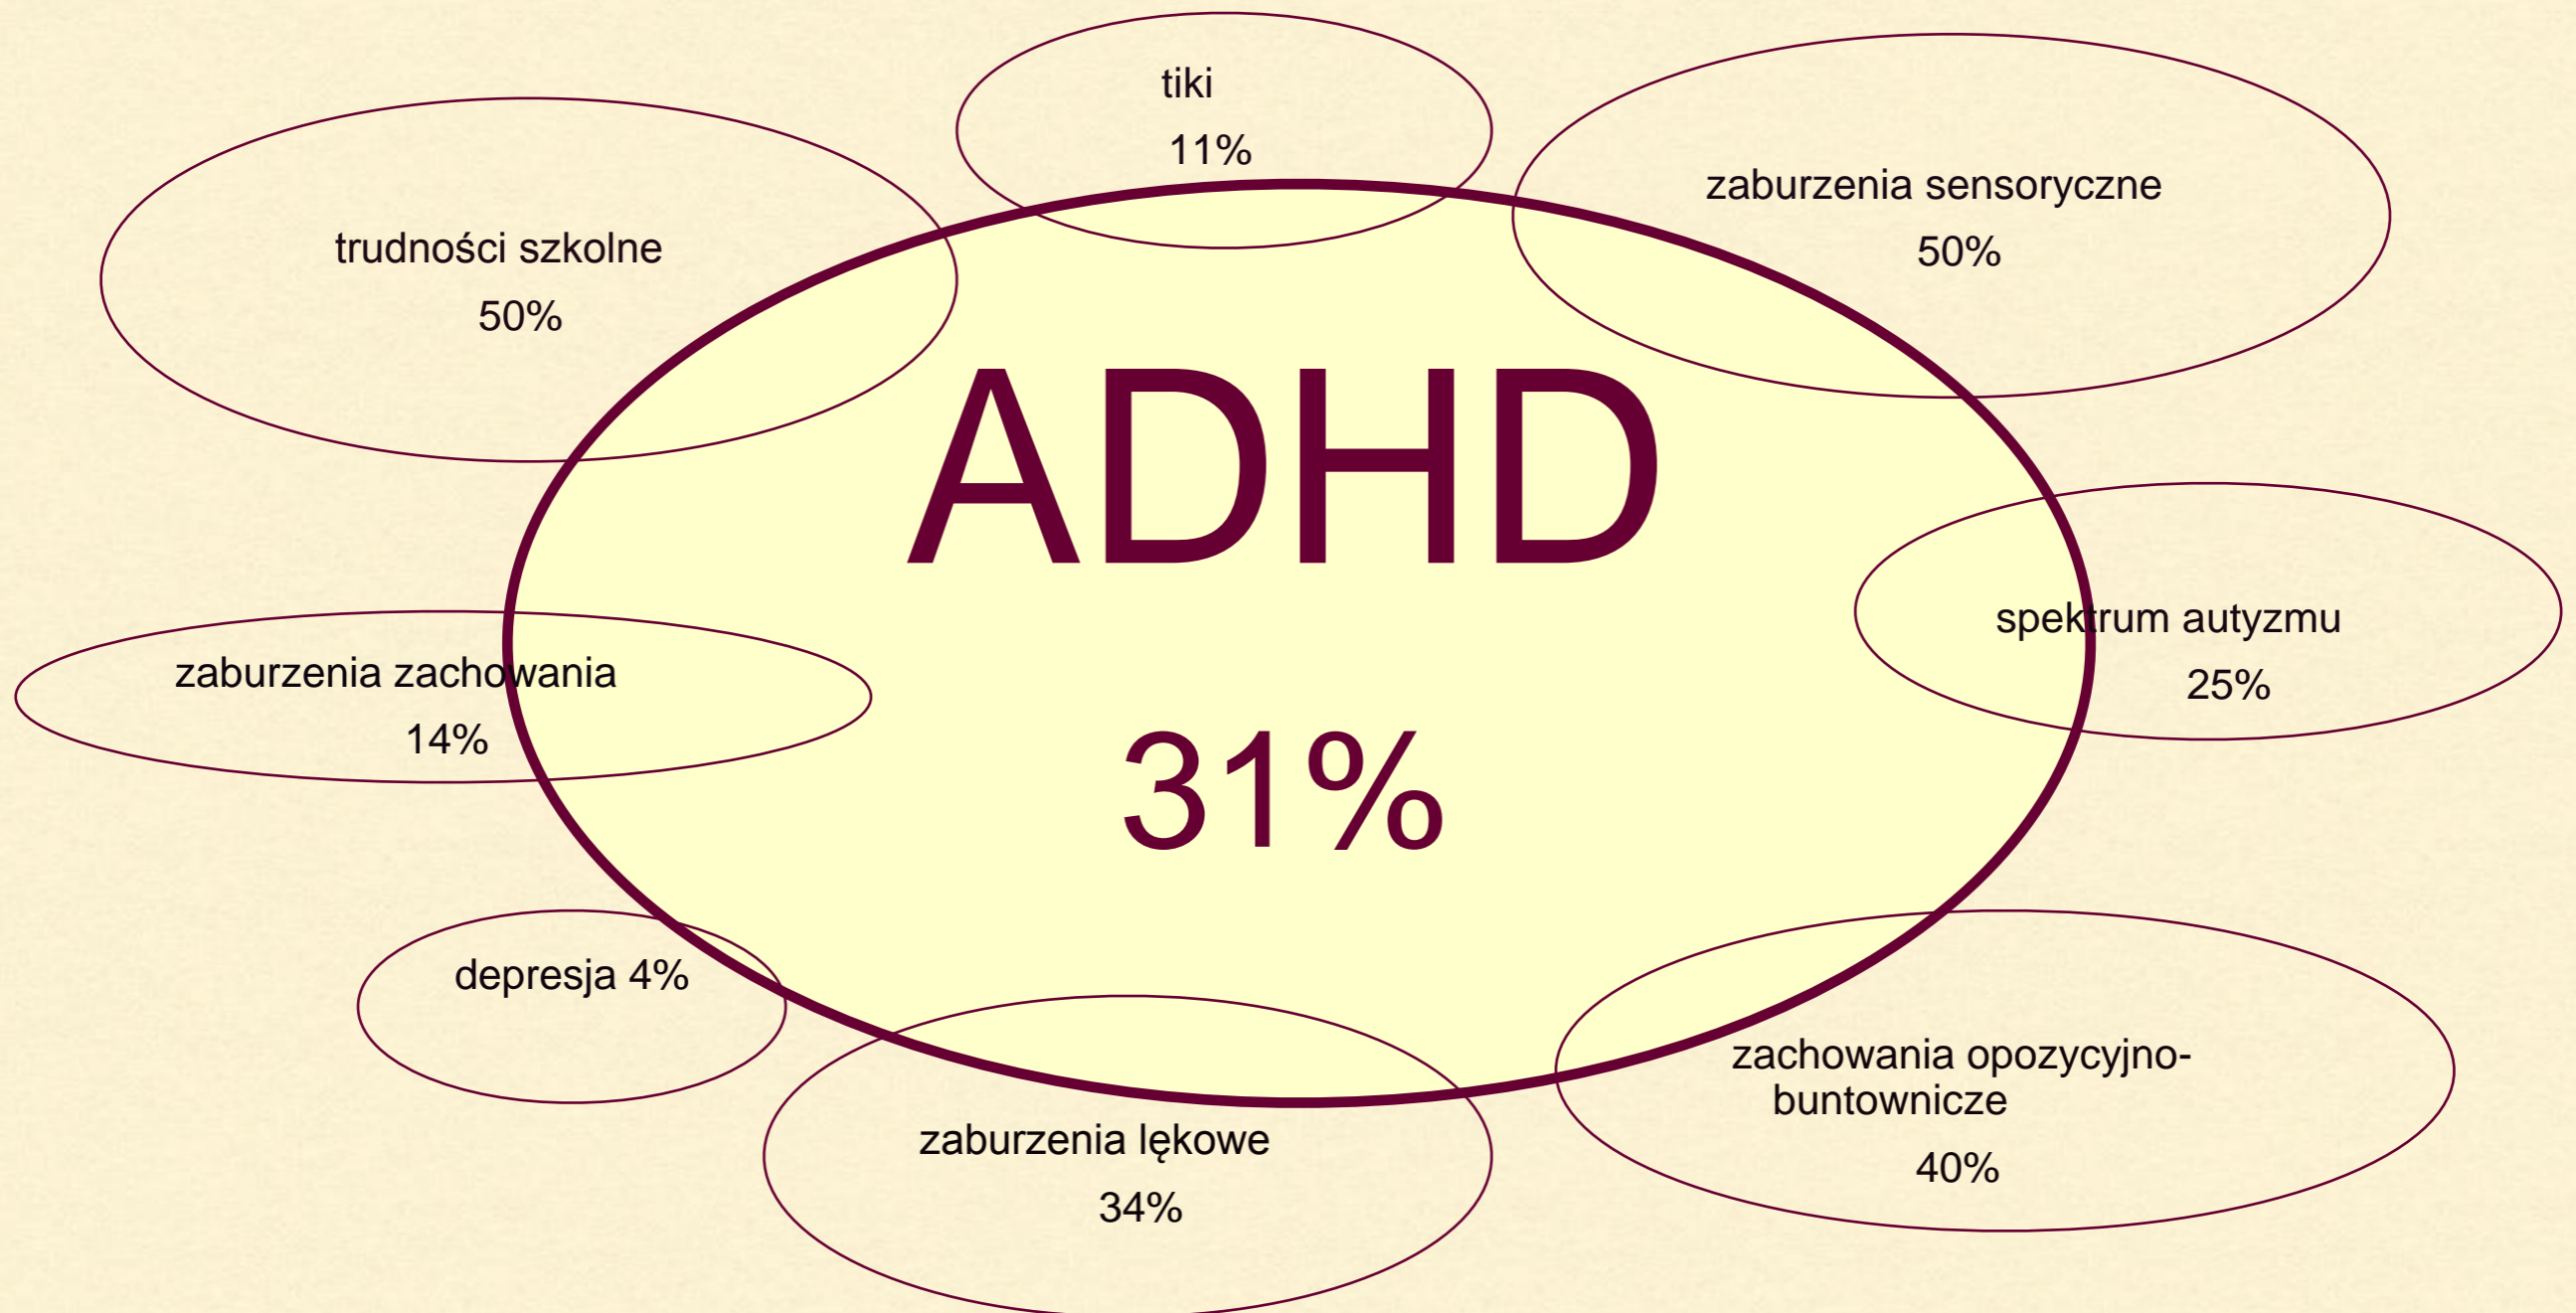 tiki
11%
zaburzenia sensoryczne
50%
trudności szkolne
50%
ADHD
31%
spektrum autyzmu
25%
zaburzenia zachowania
14%
depresja 4%
zachowania opozycyjno-
buntownicze
40%
zaburzenia lękowe
34%